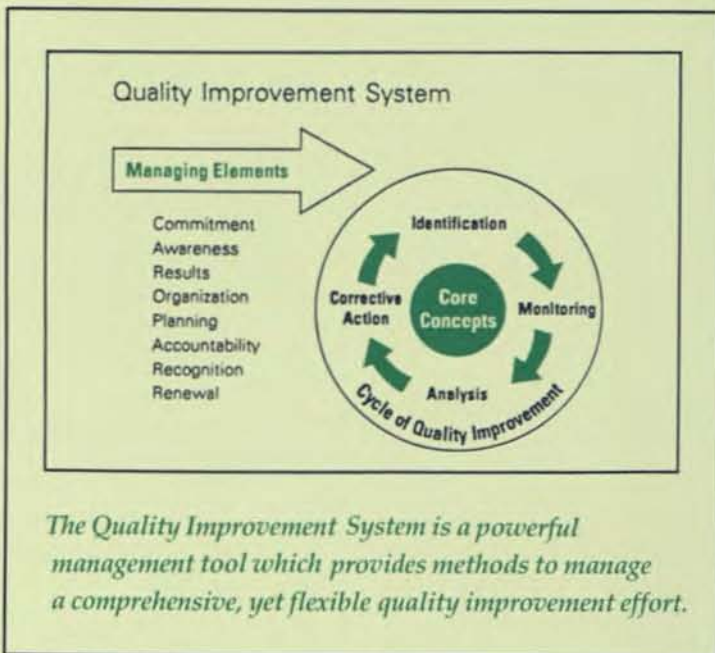 Quality Improvement System
Managing Elements
Commitment
Awareness
Results
Organization
Planning
Accountability
Recognition
Renewal
Identification
Monitoring
Analysis
Corrective
Action
Core
Concepts
Cycle of Quality Improvement
The Quality Improvement System is a powerful
management tool which provides methods to manage
a comprehensive, yet flexible quality improvement effort.